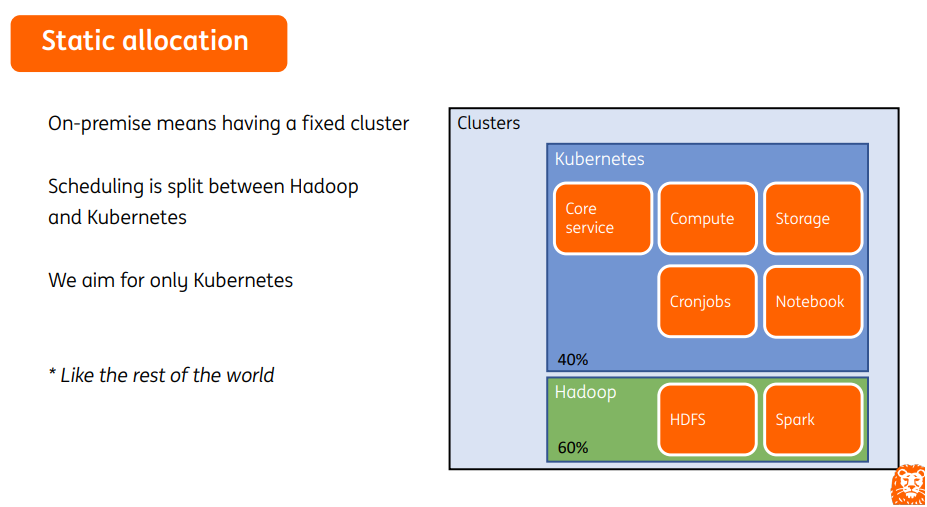 Static allocation
On-premise means having a fixed cluster
Scheduling is split between Hadoop
and Kubernetes
We aim for only Kubernetes
* Like the rest of the world
Clusters
Kubernetes
Core
service
Compute
Storage
Cronjobs
Notebook
40%
Hadoop
HDFS
Spark
60%